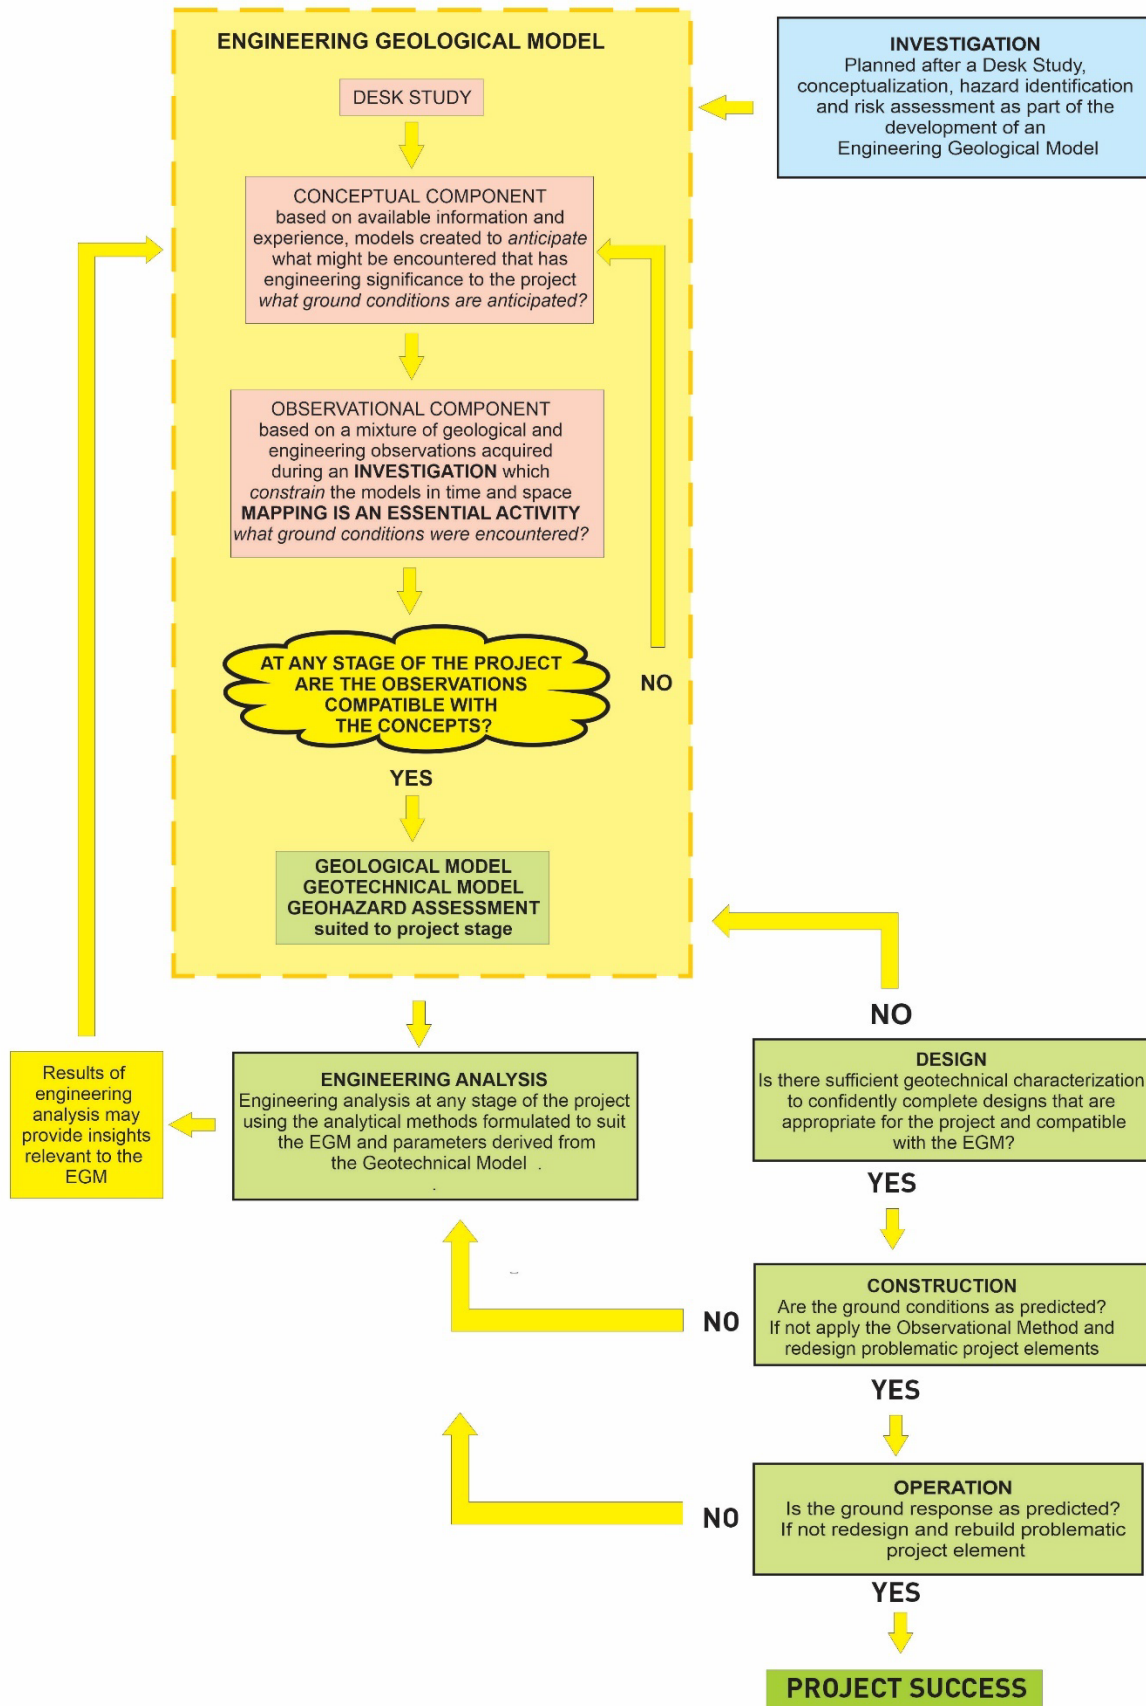 ENGINEERING GEOLOGICAL MODEL
DESK STUDY
INVESTIGATION
Planned after a Desk Study,
conceptualization, hazard identification
and risk assessment as part of the
development of an
Engineering Geological Model
CONCEPTUAL COMPONENT
based on available information and
experience, models created to anticipate
what might be encountered that has
engineering significance to the project
what ground conditions are anticipated?
OBSERVATIONAL COMPONENT
based on a mixture of geological and
engineering observations acquired
during an INVESTIGATION which
constrain the models in time and space
MAPPING IS AN ESSENTIAL ACTIVITY
what ground conditions were encountered?
AT ANY STAGE OF THE PROJECT
ARE THE OBSERVATIONS
COMPATIBLE WITH
THE CONCEPTS?
NO
YES
GEOLOGICAL MODEL
GEOTECHNICAL MODEL
GEOHAZARD ASSESSMENT
suited to project stage
Results of
engineering
analysis may
provide insights
relevant to the
EGM
ENGINEERING ANALYSIS
Engineering analysis at any stage of the project
using the analytical methods formulated to suit
the EGM and parameters derived from
the Geotechnical Model .
.
NO
DESIGN
Is there sufficient geotechnical characterization
to confidently complete designs that are
appropriate for the project and compatible
with the EGM?
YES
CONSTRUCTION
Are the ground conditions as predicted?
If not apply the Observational Method and
redesign problematic project elements
NO
YES
OPERATION
Is the ground response as predicted?
If not redesign and rebuild problematic
project element
NO
YES
PROJECT SUCCESS